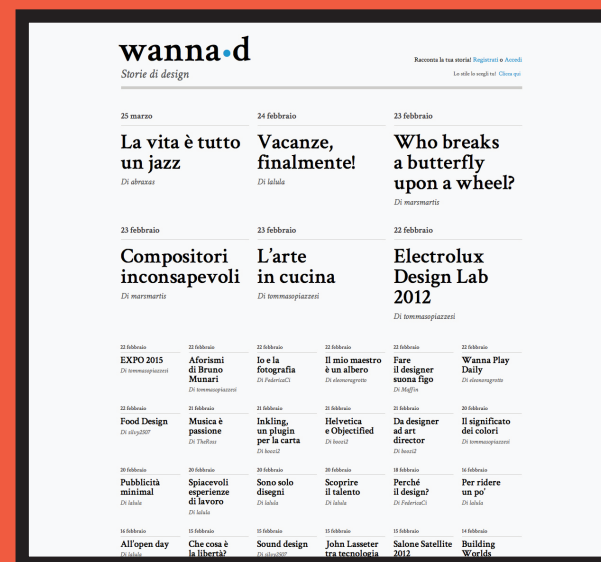 wanna•d
Storie di design
Racconta la tua storia! Registrati o Accedi
Lo stile lo scegli tu! Clicca qui
25 marzo
La vita è tutto
un jazz
Di abraxas
24 febbraio
Vacanze,
finalmente!
Di lalula
23 febbraio
Who breaks
a butterfly
upon a wheel?
Di marsmartis
23 febbraio
Compositori
inconsapevoli
Di marsmartis
23 febbraio
L'arte
in cucina
Di tommasopiazzesi
22 febbraio
Electrolux
Design Lab
2012
Di tommasopiazzesi
22 febbraio
EXPO 2015
Di tommasopiazzesi
22 febbraio
Aforismi
di Bruno
Munari
Di tommasopiazzesi
22 febbraio
Io e la
fotografia
Di FedericaCi
22 febbraio
Il mio maestro
è un albero
Di eleonoragrotto
22 febbraio
Fare
il designer
suona figo
Di Maffin
22 febbraio
Wanna Play
Daily
Di eleonoragrotto
22 febbraio
Food Design
Di silvy2507
21 febbraio
Musica è
passione
Di TheRoss
21 febbraio
Inkling,
un plugin
per la carta
Di boozi2
21 febbraio
Helvetica
e Objectified
Di boozi2
21 febbraio
Da designer
ad art
director
Di boozi2
20 febbraio
Il significato
dei colori
Di tommasopiazzesi
20 febbraio
Pubblicità
minimal
Di lalula
20 febbraio
Spiacevoli
esperienze
di lavoro
Di lalula
20 febbraio
Sono solo
disegni
Di lalula
20 febbraio
Scoprire
il talento
Di lalula
18 febbraio
Perché
il design?
Di FedericaCi
16 febbraio
Per ridere
un po'
Di lalula
16 febbraio
All'open day
Di lalula
15 febbraio
Che cosa è
la libertà?
15 febbraio
Sound design
Di silvy2507
15 febbraio
John Lasseter
tra tecnologia
15 febbraio
Salone Satellite
2012
14 febbraio
Building
Worlds